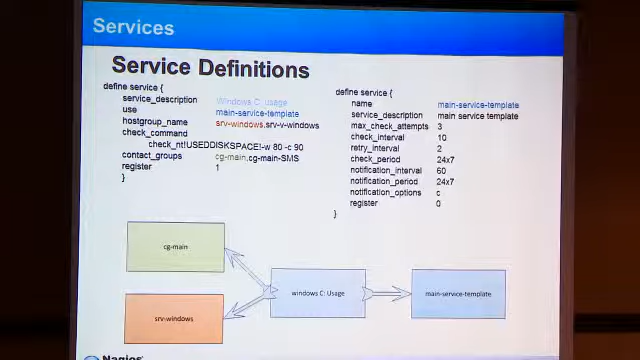 Services
Service Definitions
define service {
service_description Windows C: usage
use main-service-template
hostgroup_name srv-windows,srv-v-windows
check_command
check_nt!USEDDISKSPACE!-w 80 -c 90
contact_groups cg-main,cg-main-SMS
register 1
}
define service {
name main-service-template
service_description main service template
max_check_attempts 3
check_interval 10
retry_interval 2
check_period 24x7
notification_interval 60
notification_period 24x7
notification_options c
register 0
}
cg-main
windows C: Usage
main-service-template
srv-windows
Nagios